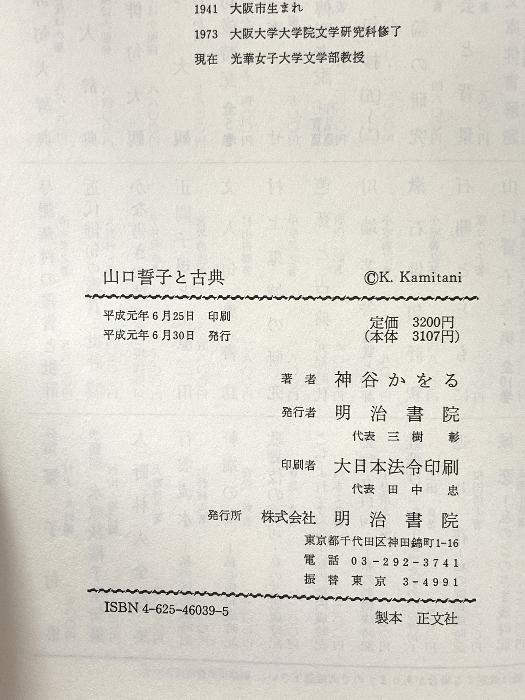 1941 大阪市生まれ
1973 大阪大学大学院文学研究科修了
現在 光華女子大学文学部教授
山口誓子と古典 ©K. Kamitani
平成元年6月25日 印刷
平成元年6月30日 発行
定価 3200円
(本体 3107円)
著者 神谷かをる
発行者 明治書院
代表 三樹 彰
印刷者 大日本法令印刷
代表 田中 忠
発行所 株式会社 明治書院
東京都千代田区神田錦町1-16
電話 03-292-3741
振替東京 3-4991
ISBN4-625-46039-5 製本 正文社